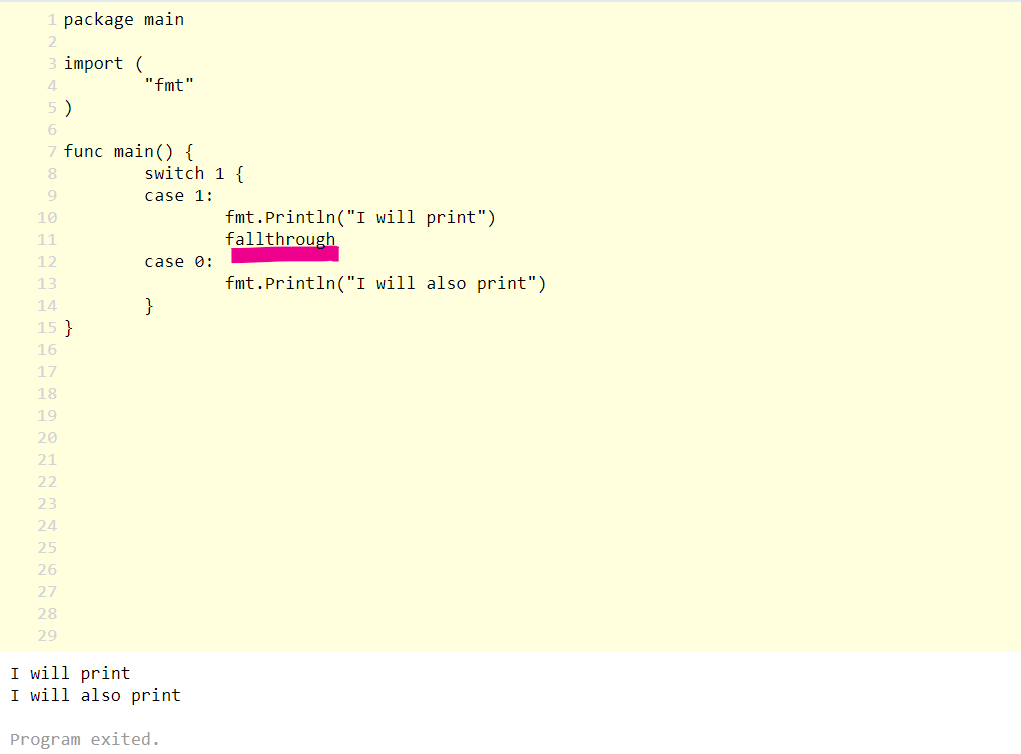 1 package main
2
3 import (
4 "fmt"
5 )
6
7 func main() {
8 switch 1 {
9 case 1:
10 fmt.Println("I will print")
11 fallthrough
12 case 0:
13 fmt.Println("I will also print")
14 }
15 }
16
17
18
19
20
21
22
23
24
25
26
27
28
29
I will print
I will also print
Program exited.